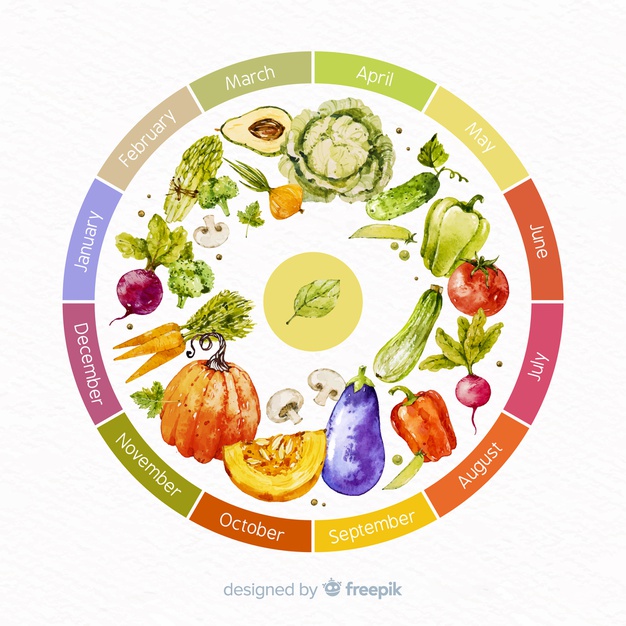 January
February
March
April
May
June
July
August
September
October
November
December
designed by freepik